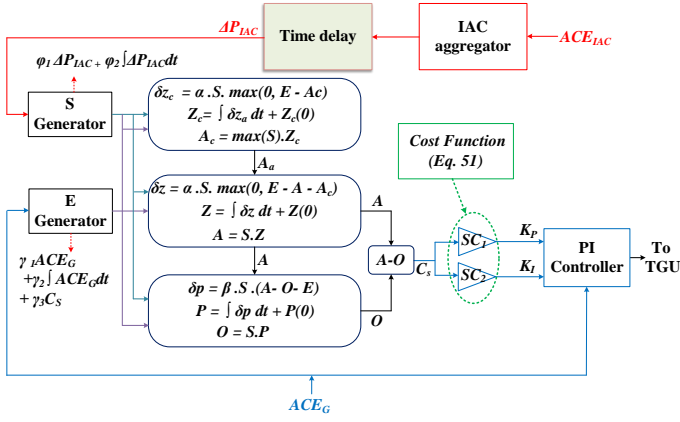 ΔP_IAC
Time delay
IAC
aggregator
ACE_IAC
φ₁ ΔP_IAC + φ₂ ∫ΔP_IAC dt
S
Generator
δz_c = α .S. max(0, E - Ac)
Z_c = ∫ δz_a dt + Z_c(0)
A_c = max(S).Z_c
A_a
Cost Function
(Eq. 51)
E
Generator
δz = α .S. max(0, E - A - A_c)
Z = ∫ δz dt + Z(0)
A = S.Z
A
A
A-O
C_s
SC₁
SC₂
K_P
K_I
PI
Controller
To
TGU
γ ₁ACE_G
+γ₂∫ ACE_G dt
+ γ₃C_S
δp = β .S .(A- O- E)
P = ∫ δp dt + P(0)
O = S.P
O
ACE_G